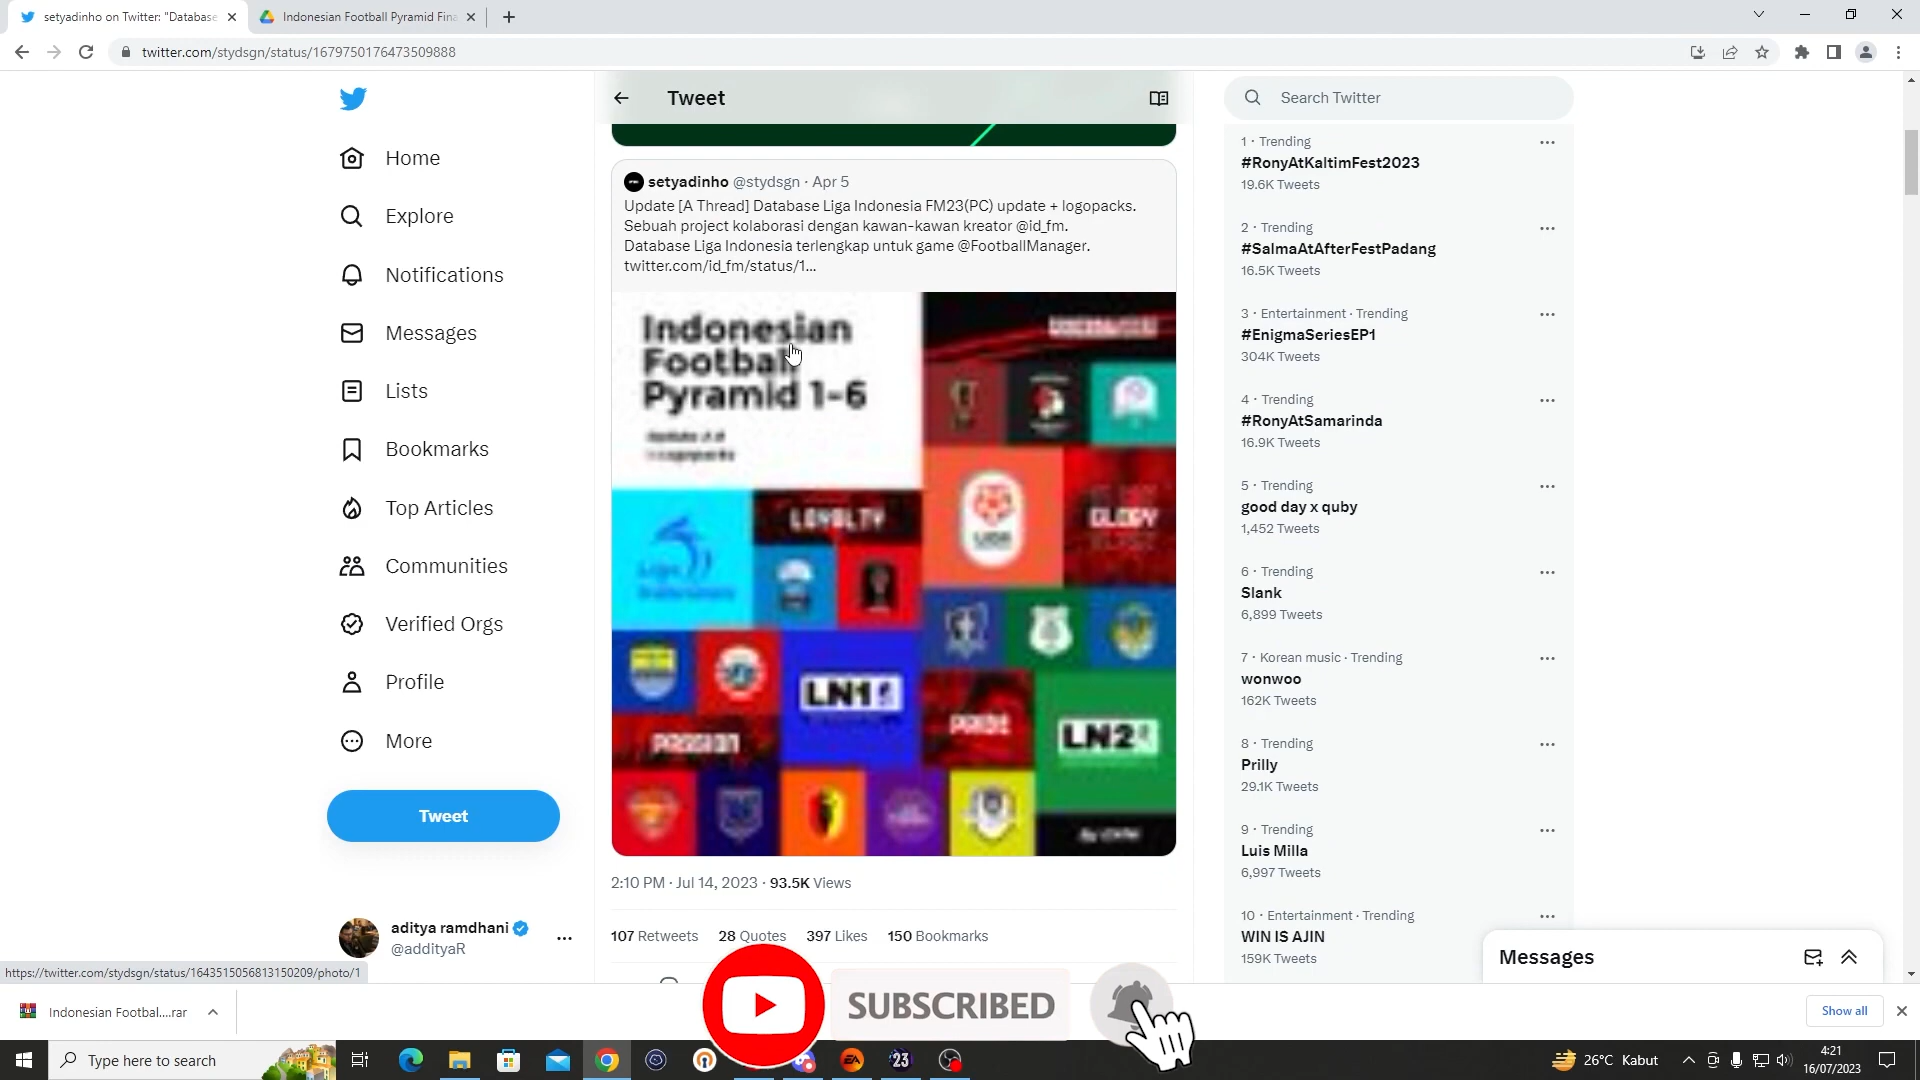 setyadinho on Twitter: "Database
Indonesian Football Pyramid Fina
twitter.com/stydsgn/status/1679750176473509888
Home
Explore
Notifications
Messages
Lists
Bookmarks
Top Articles
Communities
Verified Orgs
Profile
More
Tweet
aditya ramdhani
@addityaR
https://twitter.com/stydsgn/status/1643515056813150209/photo/1
Tweet
setyadinho @stydsgn · Apr 5
Update [A Thread] Database Liga Indonesia FM23(PC) update + logopacks.
Sebuah project kolaborasi dengan kawan-kawan kreator @id_fm.
Database Liga Indonesia terlengkap untuk game @FootballManager.
twitter.com/id_fm/status/1...
Indonesian
Football
Pyramid 1-6
LOYALTY
GLORY
LN1
PASSION
PRIDE
LN2
2:10 PM · Jul 14, 2023 · 93.5K Views
107 Retweets 28 Quotes 397 Likes 150 Bookmarks
Search Twitter
1 · Trending
#RonyAtKaltimFest2023
19.6K Tweets
2 · Trending
#SalmaAtAfterFestPadang
16.5K Tweets
3 · Entertainment · Trending
#EnigmaSeriesEP1
304K Tweets
4 · Trending
#RonyAtSamarinda
16.9K Tweets
5 · Trending
good day x quby
1,452 Tweets
6 · Trending
Slank
6,899 Tweets
7 · Korean music · Trending
wonwoo
162K Tweets
8 · Trending
Prilly
29.1K Tweets
9 · Trending
Luis Milla
6,997 Tweets
10 · Entertainment · Trending
WIN IS AJIN
159K Tweets
Messages
SUBSCRIBED
Indonesian Footbal....rar
Show all
Type here to search
23
26°C Kabut
4:21
16/07/2023